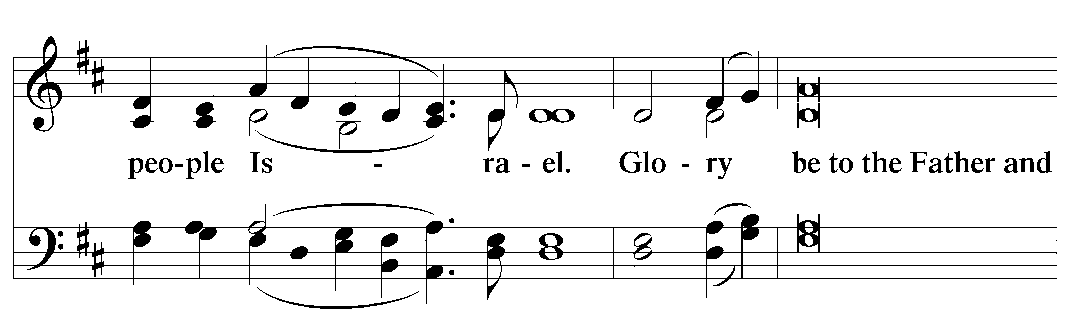 peo-ple Is - ra - el. Glo - ry be to the Father and